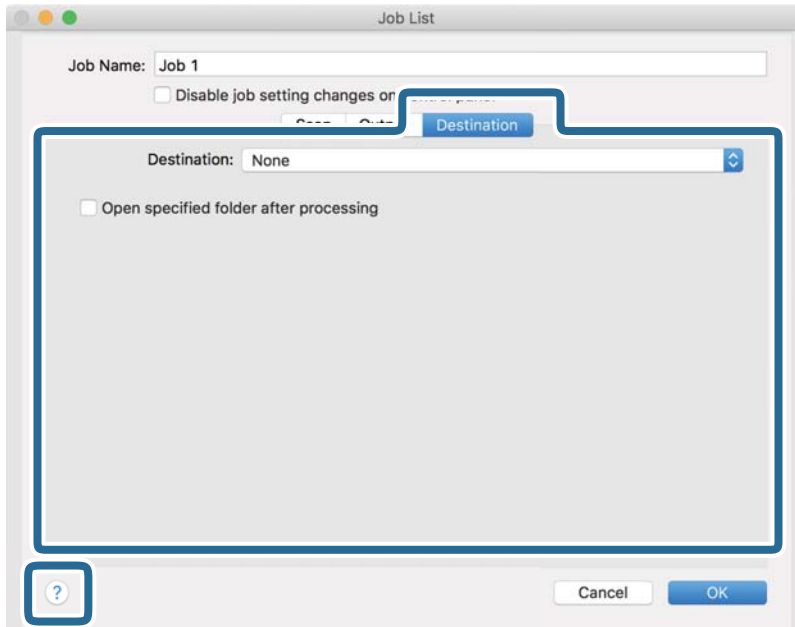 Job List
Job Name: Job 1
Disable job setting changes on
Destination
Destination: None
Open specified folder after processing
?
Cancel OK